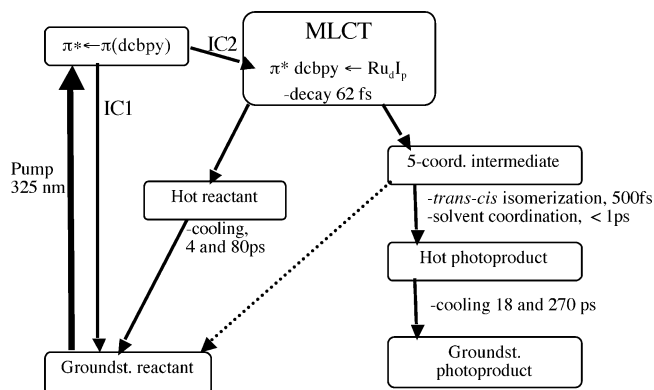 π*←π(dcbpy)
IC2
MLCT
π* dcbpy ← Ru_d I_p
-decay 62 fs
IC1
Pump
325 nm
5-coord. intermediate
Hot reactant
-trans-cis isomerization, 500fs
-solvent coordination, < 1ps
-cooling,
4 and 80ps
Hot photoproduct
-cooling 18 and 270 ps
Groundst. reactant
Groundst.
photoproduct